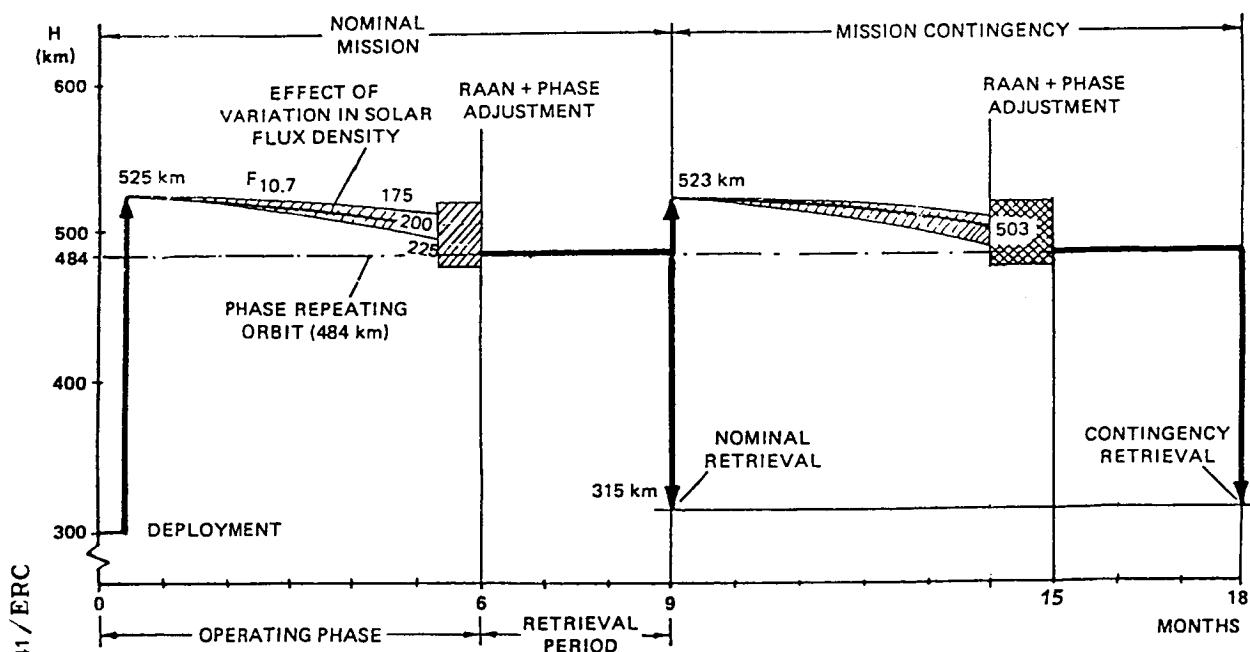 H
(km)
NOMINAL
MISSION
MISSION CONTINGENCY
600
EFFECT OF
VARIATION IN SOLAR
FLUX DENSITY
RAAN + PHASE
ADJUSTMENT
RAAN + PHASE
ADJUSTMENT
525 km
F10.7
175
200
225
523 km
503
500
484
PHASE REPEATING
ORBIT (484 km)
400
NOMINAL
RETRIEVAL
CONTINGENCY
RETRIEVAL
315 km
300
DEPLOYMENT
0
6
9
15
18
OPERATING PHASE
RETRIEVAL
PERIOD
MONTHS
41/ERC